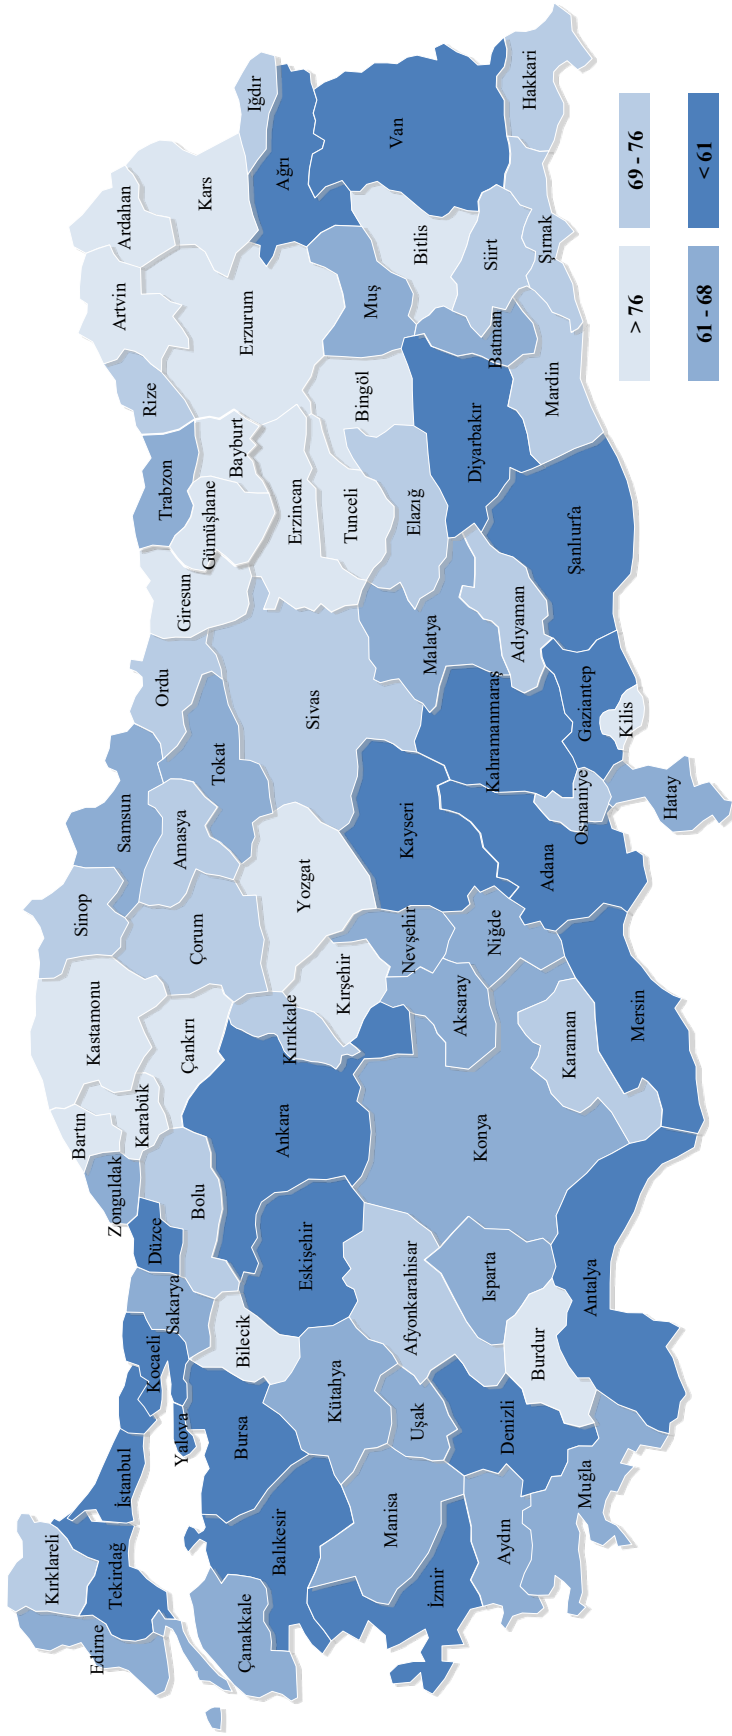 Kırklareli
Edirne
Tekirdağ
İstanbul
Kocaeli
Yalova
Sakarya
Düzce
Zonguldak
Bartın
Karabük
Kastamonu
Sinop
Samsun
Ordu
Giresun
Trabzon
Rize
Artvin
Ardahan
Çanakkale
Balıkesir
Bursa
Bilecik
Bolu
Çankırı
Çorum
Amasya
Tokat
Gümüşhane
Bayburt
Erzurum
Kars
Iğdır
Kütahya
Eskişehir
Ankara
Kırıkkale
Yozgat
Sivas
Erzincan
Tunceli
Bingöl
Muş
Ağrı
Manisa
Uşak
Afyonkarahisar
Kırşehir
Nevşehir
Kayseri
Malatya
Elazığ
Bitlis
Van
İzmir
Aydın
Denizli
Isparta
Konya
Aksaray
Niğde
Kahramanmaraş
Adıyaman
Diyarbakır
Batman
Siirt
Hakkari
Muğla
Burdur
Antalya
Karaman
Mersin
Adana
Osmaniye
Gaziantep
Kilis
Hatay
Şanlıurfa
Mardin
Şırnak
> 76
69 - 76
61 - 68
< 61